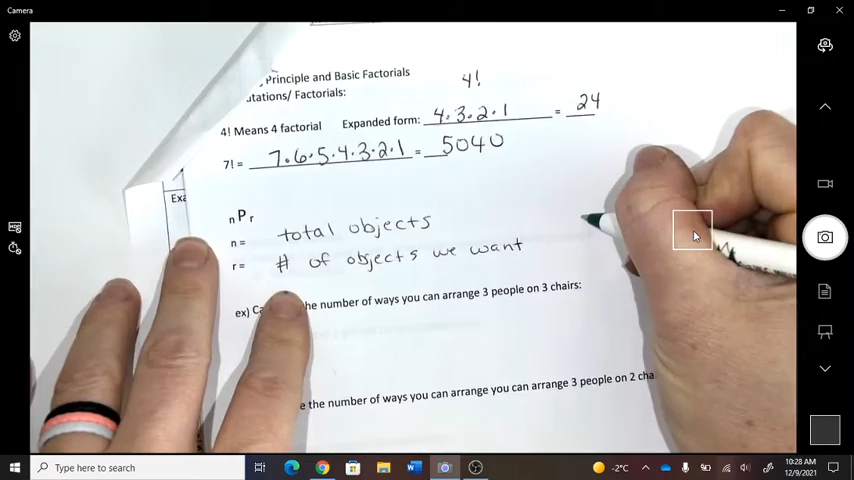 Camera
Principle and Basic Factorials
tations/ Factorials:
4!
4! Means 4 factorial Expanded form: 4·3·2·1 = 24
7! = 7·6·5·4·3·2·1 = 5040
Exa
nPr
n = total objects
r = # of objects we want
ex) Ca the number of ways you can arrange 3 people on 3 chairs:
e the number of ways you can arrange you can arrange 3 people on 2 cha
Type here to search
-2°C
10:28 AM
12/9/2021